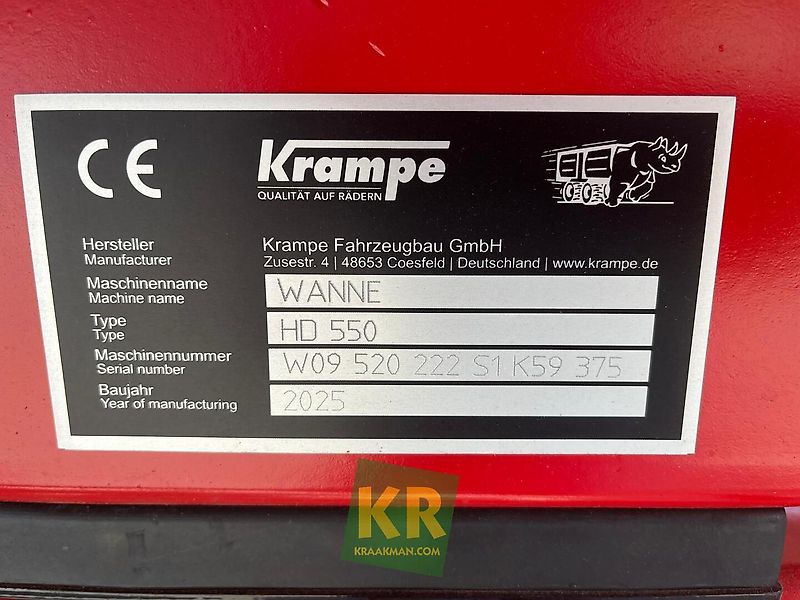 CE
Krampe
QUALITÄT AUF RÄDERN
Hersteller
Manufacturer
Krampe Fahrzeugbau GmbH
Zusestr. 4 | 48653 Coesfeld | Deutschland | www.krampe.de
Maschinenname
Machine name
WANNE
Type
Type
HD 550
Maschinennummer
Serial number
W09 520 222 S1 K59 375
Baujahr
Year of manufacturing
2025
KR
KRAAKMAN.COM